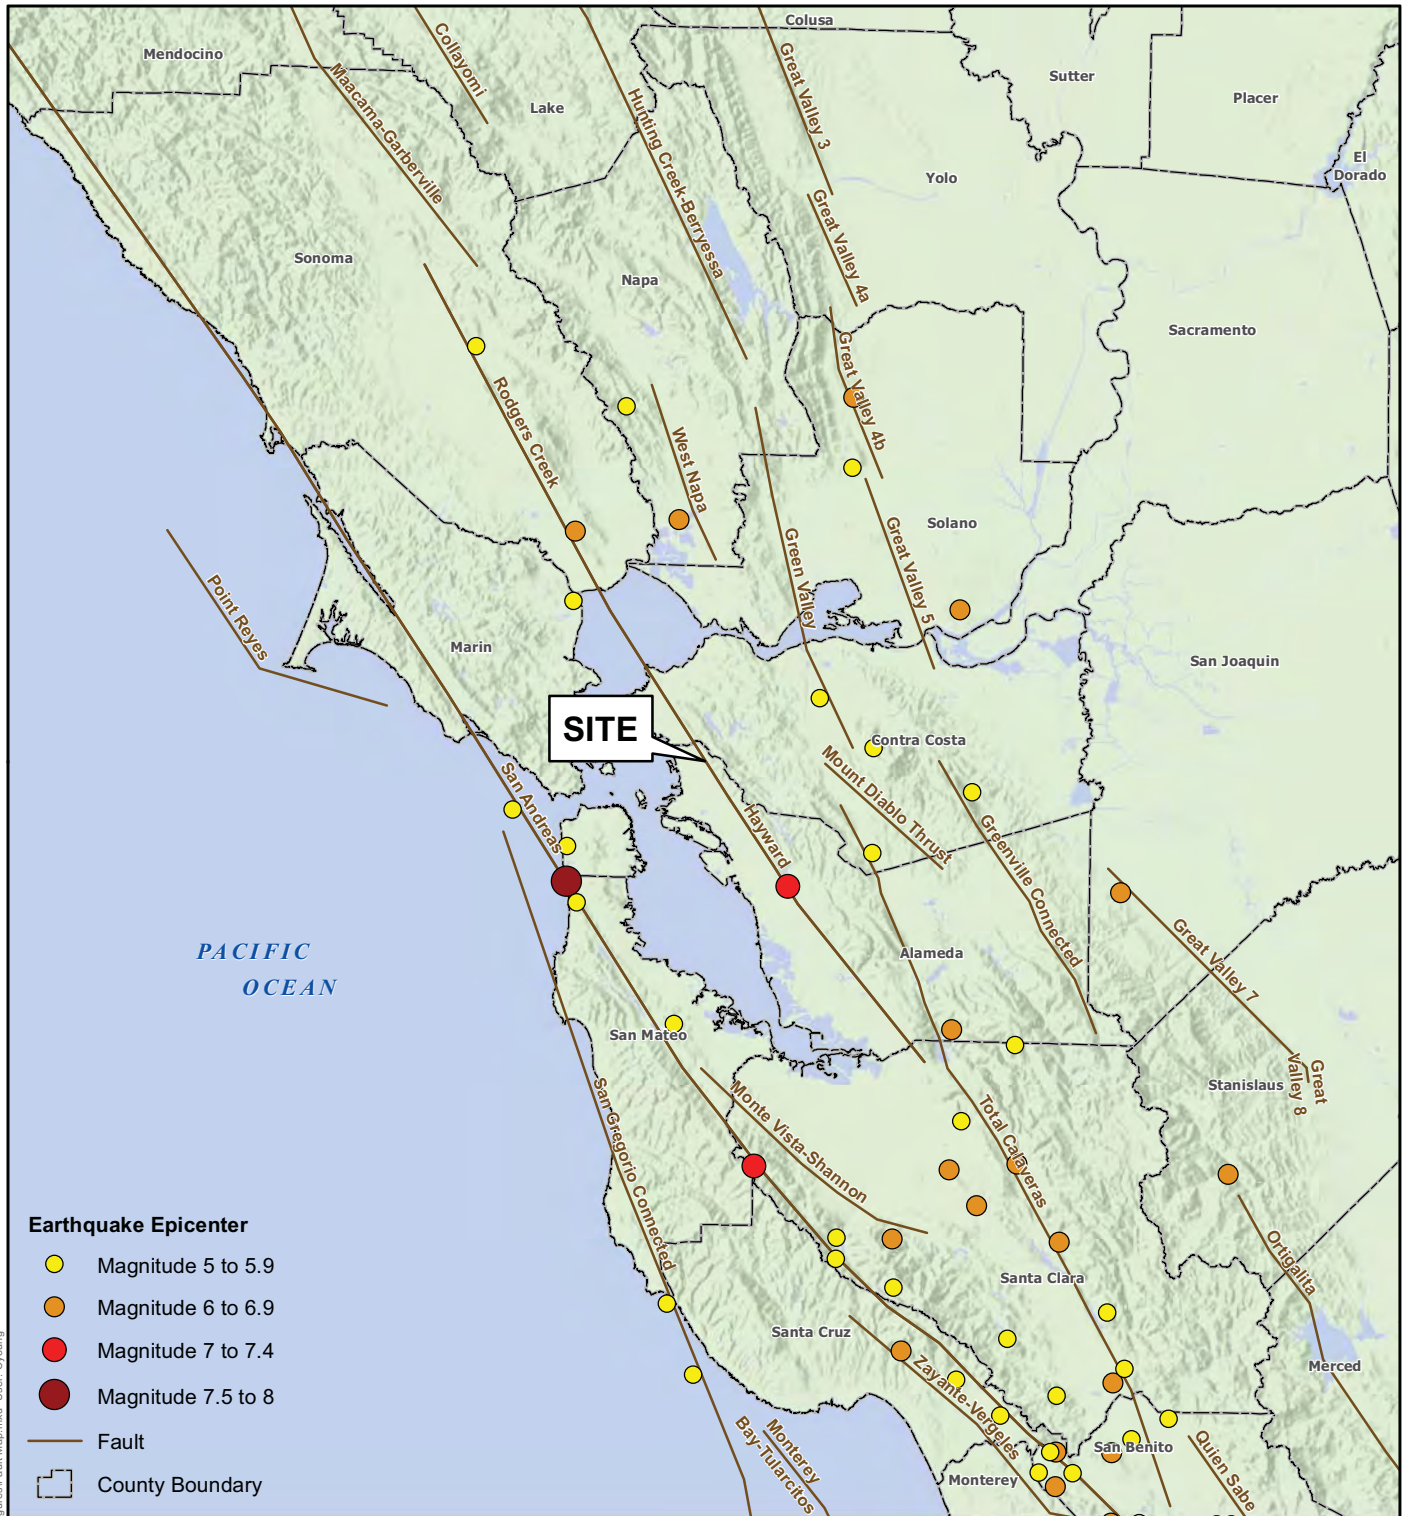 Colusa
Mendocino
Collayomi
Sutter
Placer
Lake
Maacama-Garberville
Hunting Creek-Berryessa
Great Valley 3
Yolo
El
Dorado
Great Valley 4a
Sonoma
Napa
Sacramento
Great Valley 4b
Rodgers Creek
West Napa
Solano
Green Valley
Great Valley 5
Point Reyes
Marin
San Joaquin
SITE
Contra Costa
Mount Diablo Thrust
San Andreas
Hayward
Greenville Connected
PACIFIC
OCEAN
Alameda
Great Valley 7
San Mateo
Great
Valley 8
Stanislaus
San Gregorio Connected
Monte Vista-Shannon
Total Calaveras
Ortigalita
Santa Clara
Santa Cruz
Merced
Zayante-Vergeles
Monterey
Bay-Tularcitos
San Benito
Quien Sabe
Monterey
Earthquake Epicenter
Magnitude 5 to 5.9
Magnitude 6 to 6.9
Magnitude 7 to 7.4
Magnitude 7.5 to 8
Fault
County Boundary